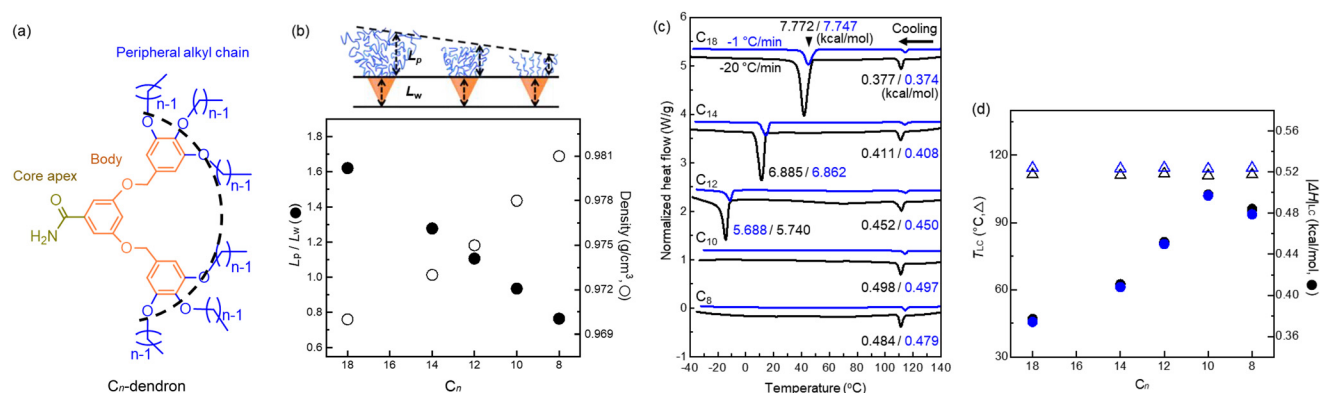 (a)
Peripheral alkyl chain
n-1
n-1
O
O
O
n-1
Body
Core apex
O
O
H₂N
O
n-1
O
O
O
n-1
n-1
Cn-dendron
(b)
Lp
Lw
Lp / Lw (●)
1.8
1.6
1.4
1.2
1.0
0.8
0.6
0.981
0.978
0.975
0.972
0.969
Density (g/cm³,○)
18 16 14 12 10 8
Cn
(c)
Normalized heat flow (W/g)
6
5
4
3
2
1
0
-1
7.772 / 7.747
(kcal/mol)
Cooling
C18
-1 °C/min
-20 °C/min
0.377 / 0.374
(kcal/mol)
C14
0.411 / 0.408
6.885 / 6.862
C12
5.688 / 5.740
0.452 / 0.450
C10
0.498 / 0.497
C8
0.484 / 0.479
-40 -20 0 20 40 60 80 100 120 140
Temperature (°C)
(d)
TLC (°C,△)
120
90
60
30
0.56
0.52
0.48
0.44
0.40
0.36
|ΔH|LC (kcal/mol, ●)
18 16 14 12 10 8
Cn